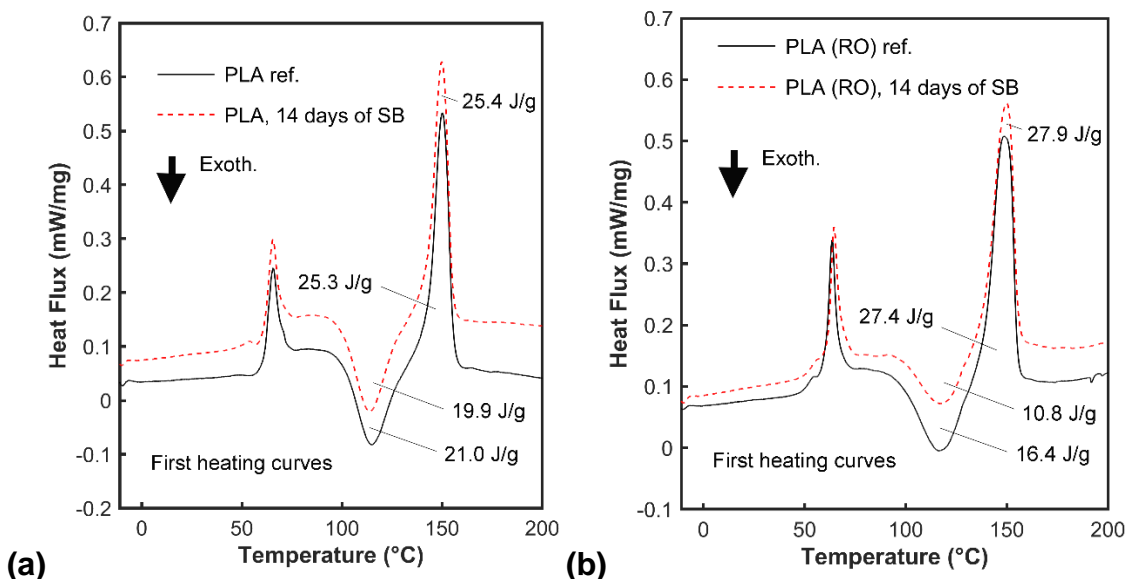 0.7
0.6
0.5
0.4
0.3
0.2
0.1
0
-0.1
-0.2
Heat Flux (mW/mg)
PLA ref.
PLA, 14 days of SB
Exoth.
25.4 J/g
25.3 J/g
19.9 J/g
21.0 J/g
First heating curves
0 50 100 150 200
Temperature (°C)
(a)
0.7
0.6
0.5
0.4
0.3
0.2
0.1
0
-0.1
Heat Flux (mW/mg)
PLA (RO) ref.
PLA (RO), 14 days of SB
Exoth.
27.9 J/g
27.4 J/g
10.8 J/g
16.4 J/g
First heating curves
0 50 100 150 200
Temperature (°C)
(b)